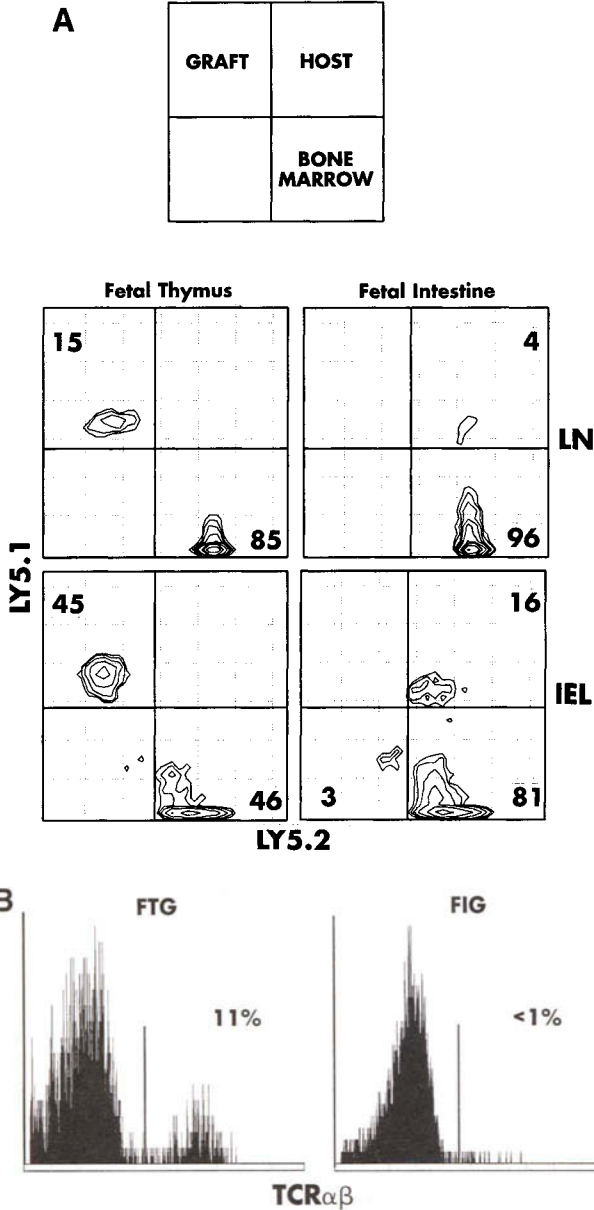 A
GRAFT HOST
BONE
MARROW
Fetal Thymus Fetal Intestine
15 4
LN
85 96
LY5.1
45 16
IEL
46 3 81
LY5.2
B
FTG FIG
11% <1%
TCRαβ